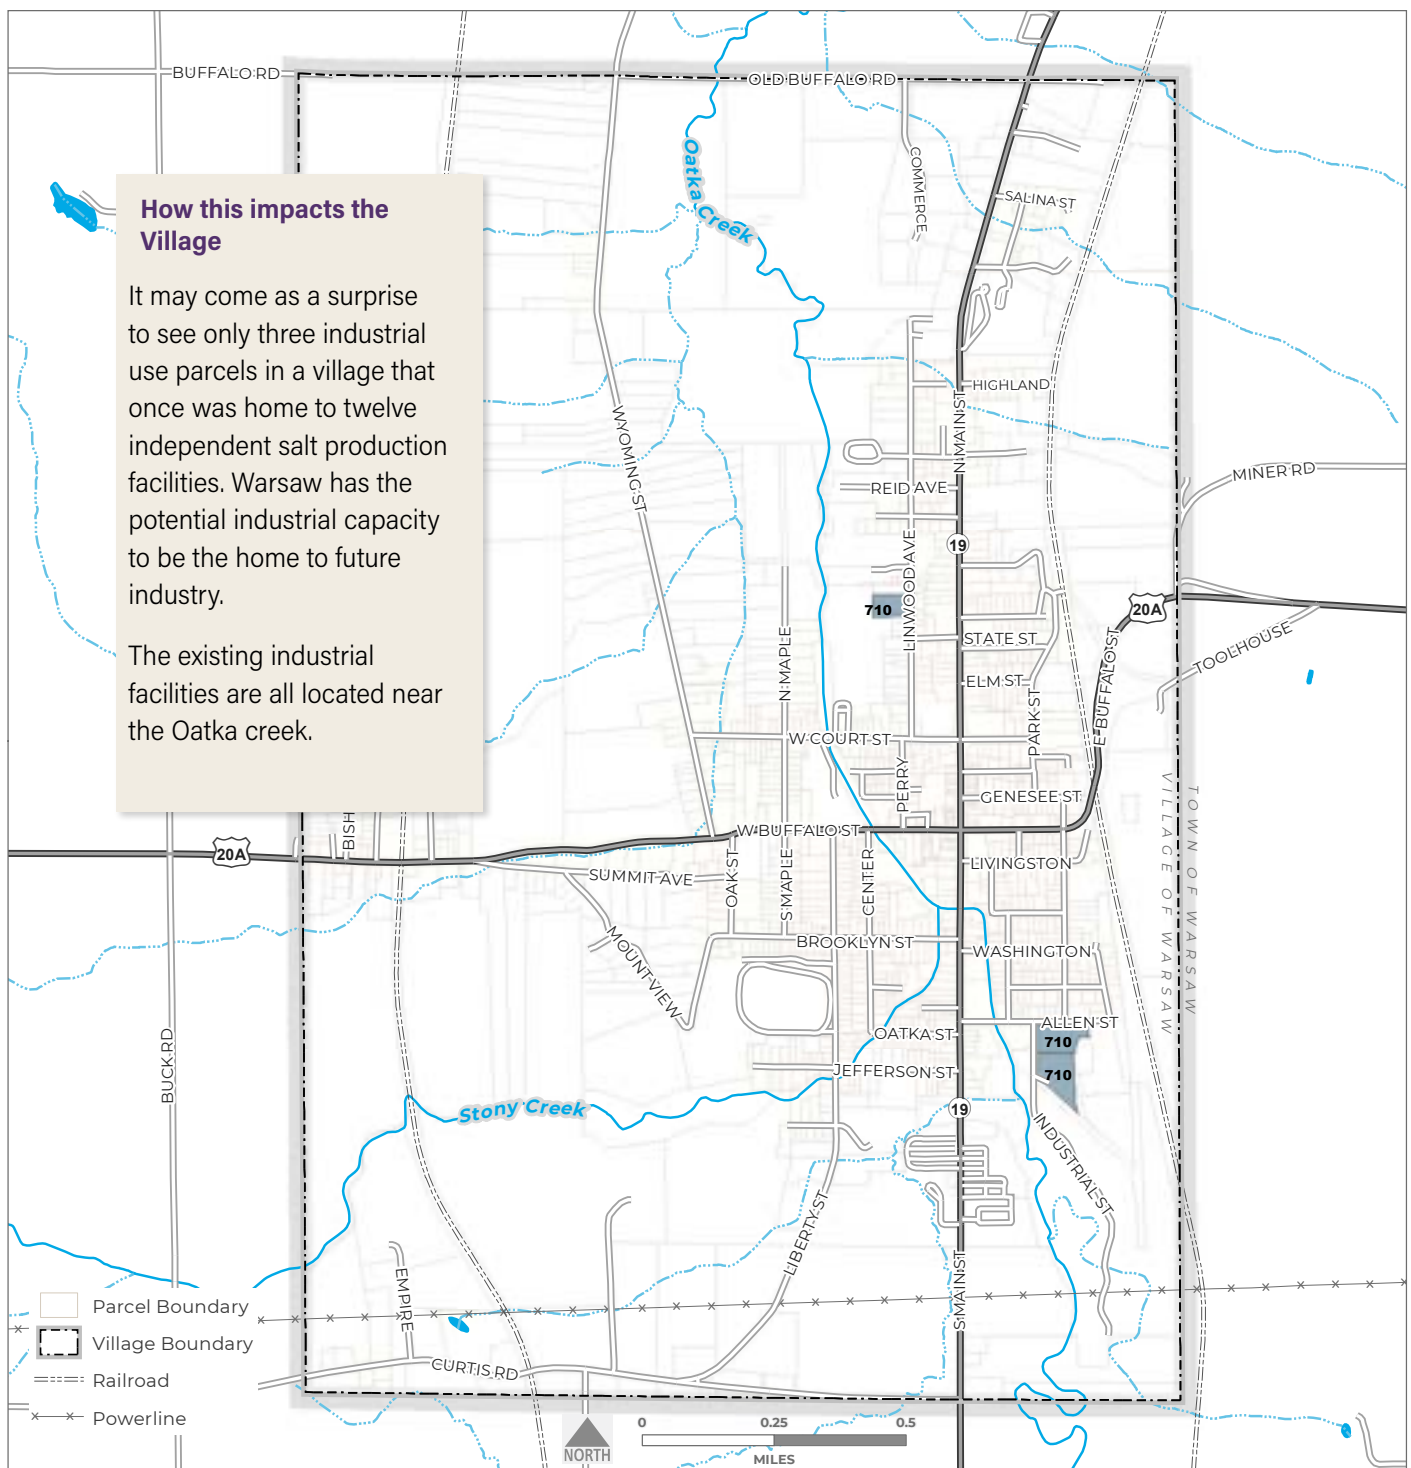 BUFFALO RD
OLD BUFFALO RD
Oatka Creek
COMMERCE
SALINA ST
How this impacts the
Village
It may come as a surprise
to see only three industrial
use parcels in a village that
once was home to twelve
independent salt production
facilities. Warsaw has the
potential industrial capacity
to be the home to future
industry.
The existing industrial
facilities are all located near
the Oatka creek.
HIGHLAND
WYOMING ST
N MAIN ST
MINER RD
REID AVE
19
LINWOOD AVE
710
20A
STATE ST
TOOLHOUSE
N MAPLE
ELM ST
PARK ST
E BUFFALO ST
W COURT ST
PERRY
GENESEE ST
VILLAGE OF WARSAW
TOWN OF WARSAW
BISH
W BUFFALO ST
20A
LIVINGSTON
SUMMIT AVE
OAK ST
S MAPLE
CENTER
MOUNT VIEW
BROOKLYN ST
WASHINGTON
BUCK RD
OATKA ST
ALLEN ST
710
JEFFERSON ST
710
Stony Creek
19
INDUSTRIAL ST
LIBERTY ST
S MAIN ST
EMPIRE
CURTIS RD
Parcel Boundary
Village Boundary
Railroad
Powerline
NORTH
0 0.25 0.5
MILES